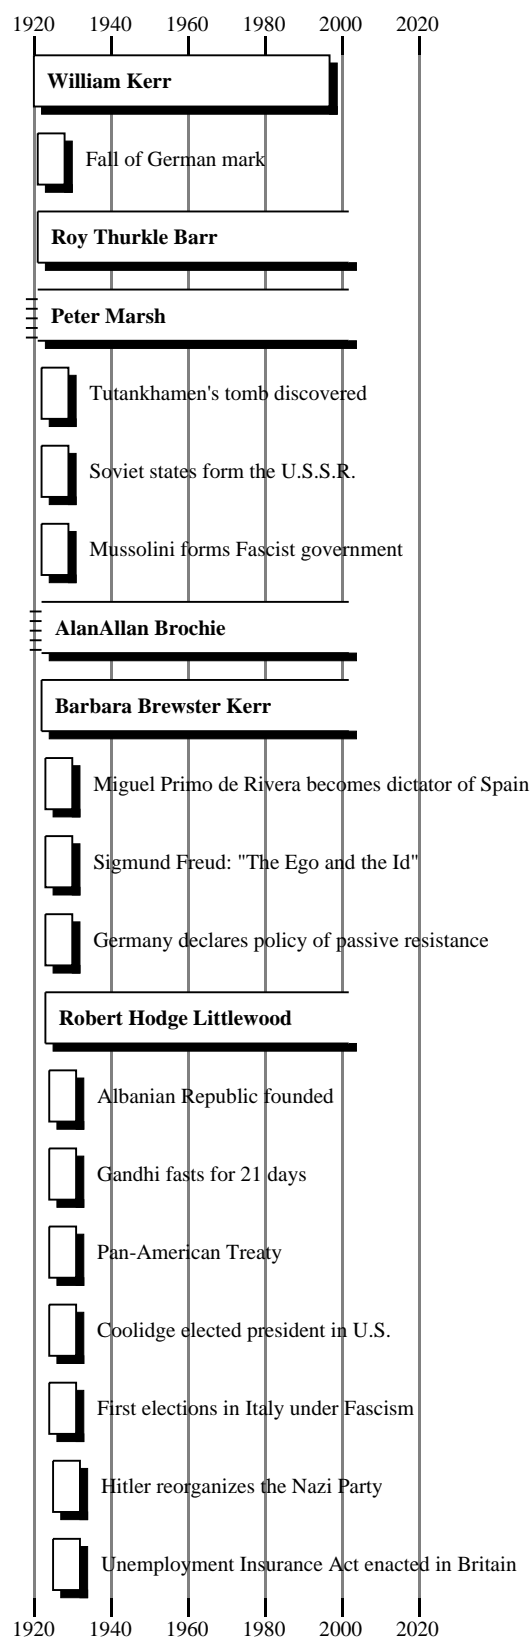 1920 1940 1960 1980 2000 2020
William Kerr
Fall of German mark
Roy Thurkle Barr
Peter Marsh
Tutankhamen's tomb discovered
Soviet states form the U.S.S.R.
Mussolini forms Fascist government
AlanAllan Brochie
Barbara Brewster Kerr
Miguel Primo de Rivera becomes dictator of Spain
Sigmund Freud: "The Ego and the Id"
Germany declares policy of passive resistance
Robert Hodge Littlewood
Albanian Republic founded
Gandhi fasts for 21 days
Pan-American Treaty
Coolidge elected president in U.S.
First elections in Italy under Fascism
Hitler reorganizes the Nazi Party
Unemployment Insurance Act enacted in Britain
1920 1940 1960 1980 2000 2020